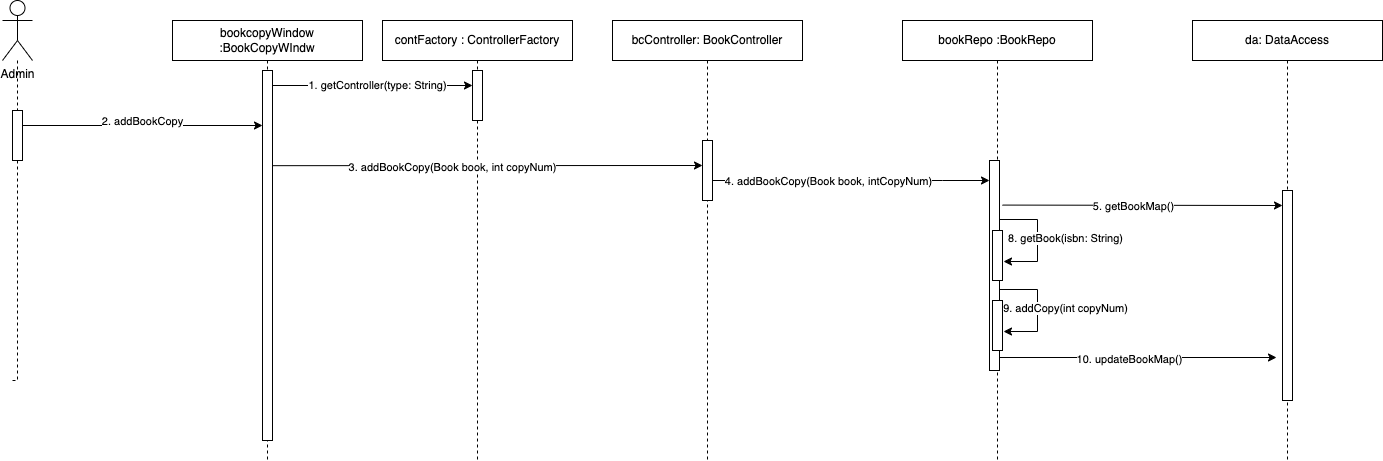 Admin
bookcopyWindow
:BookCopyWIndw
contFactory : ControllerFactory
bcController: BookController
bookRepo :BookRepo
da: DataAccess
1. getController(type: String)
2. addBookCopy
3. addBookCopy(Book book, int copyNum)
4. addBookCopy(Book book, intCopyNum)
5. getBookMap()
8. getBook(isbn: String)
9. addCopy(int copyNum)
10. updateBookMap()